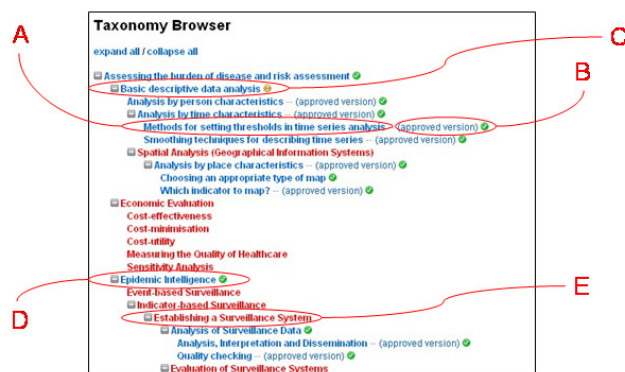 Taxonomy Browser
A
C
expand all / collapse all
B
Assessing the burden of disease and risk assessment
Basic descriptive data analysis
Analysis by person characteristics -- (approved version)
Analysis by time characteristics -- (approved version)
Methods for setting thresholds in time series analysis -- (approved version)
Smoothing techniques for describing time series -- (approved version)
Spatial Analysis (Geographical Information Systems)
Analysis by place characteristics -- (approved version)
Choosing an appropriate type of map
Which indicator to map? -- (approved version)
Economic Evaluation
Cost-effectiveness
Cost-minimisation
Cost-utility
Measuring the Quality of Healthcare
Sensitivity Analysis
Epidemic Intelligence
E
Event-based Surveillance
Indicator-based Surveillance
D
Establishing a Surveillance System
Analysis of Surveillance Data
Analysis, Interpretation and Dissemination -- (approved version)
Quality checking -- (approved version)
Evaluation of Surveillance Systems